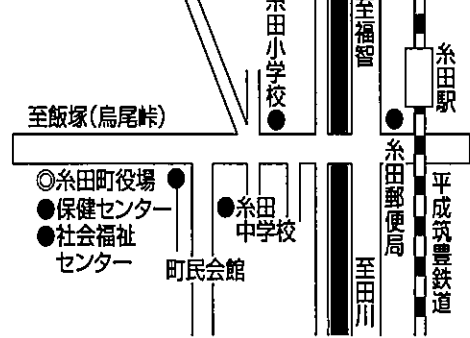 糸田小学校
至福智
糸田駅
至飯塚(烏尾峠)
◎糸田町役場
●保健センター
●社会福祉
センター
町民会館
糸田
中学校
糸田郵便局
平成筑豊鉄道
至田川